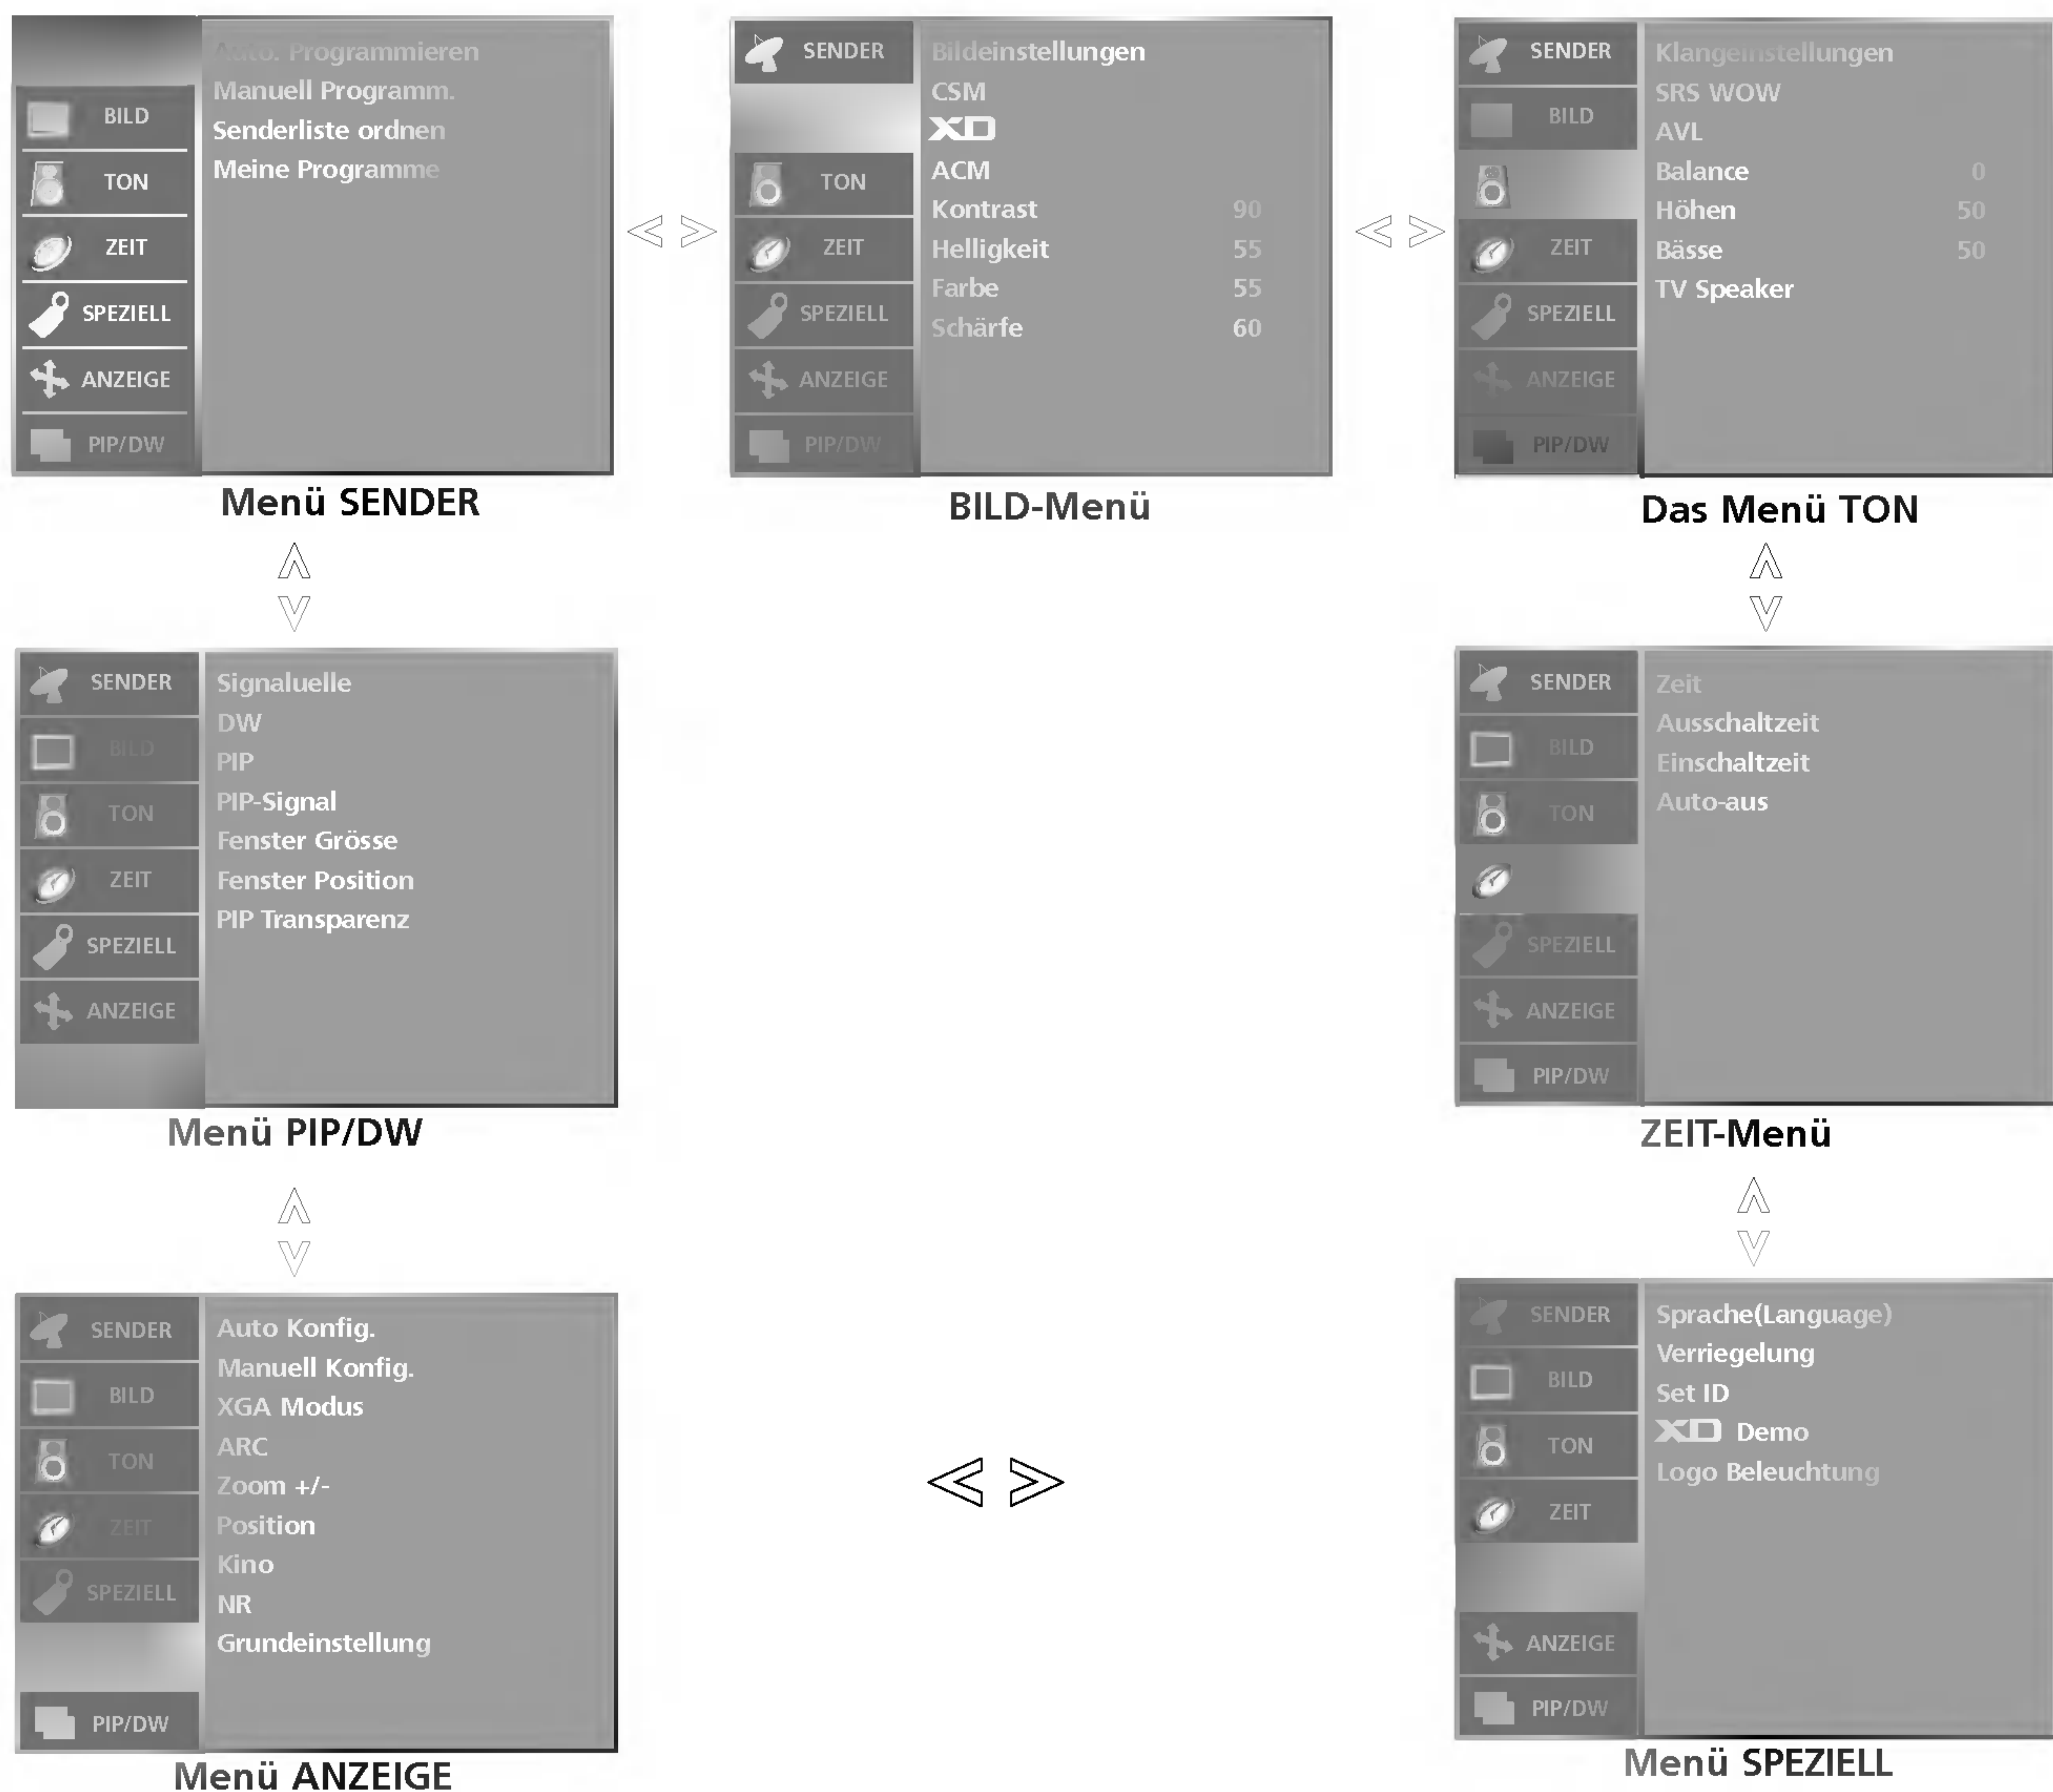 Auto. Programmieren
Manuell Programm.
Senderliste ordnen
Meine Programme
BILD
TON
ZEIT
SPEZIELL
ANZEIGE
PIP/DW
Menü SENDER
SENDER
TON
ZEIT
SPEZIELL
ANZEIGE
PIP/DW
Bildeinstellungen
CSM
XD
ACM
Kontrast 90
Helligkeit 55
Farbe 55
Schärfe 60
BILD-Menü
SENDER
BILD
ZEIT
SPEZIELL
ANZEIGE
PIP/DW
Klangeinstellungen
SRS WOW
AVL
Balance 0
Höhen 50
Bässe 50
TV Speaker
Das Menü TON
SENDER
BILD
TON
ZEIT
SPEZIELL
ANZEIGE
Signaluelle
DW
PIP
PIP-Signal
Fenster Grösse
Fenster Position
PIP Transparenz
Menü PIP/DW
SENDER
BILD
TON
SPEZIELL
ANZEIGE
PIP/DW
Zeit
Ausschaltzeit
Einschaltzeit
Auto-aus
ZEIT-Menü
SENDER
BILD
TON
ZEIT
SPEZIELL
PIP/DW
Auto Konfig.
Manuell Konfig.
XGA Modus
ARC
Zoom +/-
Position
Kino
NR
Grundeinstellung
Menü ANZEIGE
SENDER
BILD
TON
ZEIT
ANZEIGE
PIP/DW
Sprache(Language)
Verriegelung
Set ID
XD Demo
Logo Beleuchtung
Menü SPEZIELL